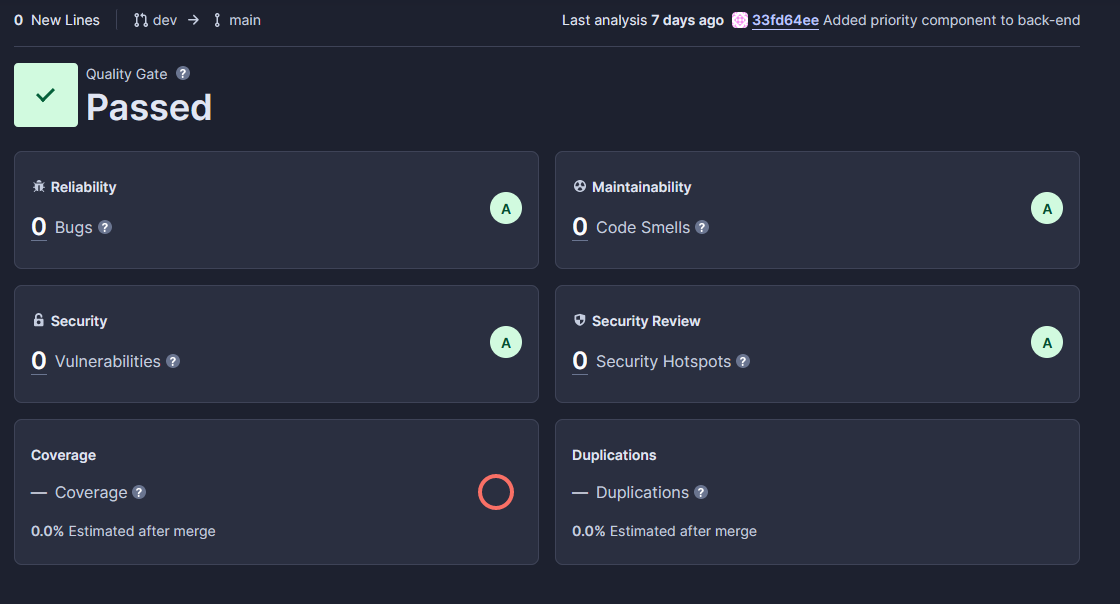 0 New Lines dev → main Last analysis 7 days ago 33fd64ee Added priority component to back-end
Quality Gate ?
Passed
Reliability
0 Bugs ?
A
Maintainability
0 Code Smells ?
A
Security
0 Vulnerabilities ?
A
Security Review
0 Security Hotspots ?
A
Coverage
— Coverage ?
0.0% Estimated after merge
Duplications
— Duplications ?
0.0% Estimated after merge